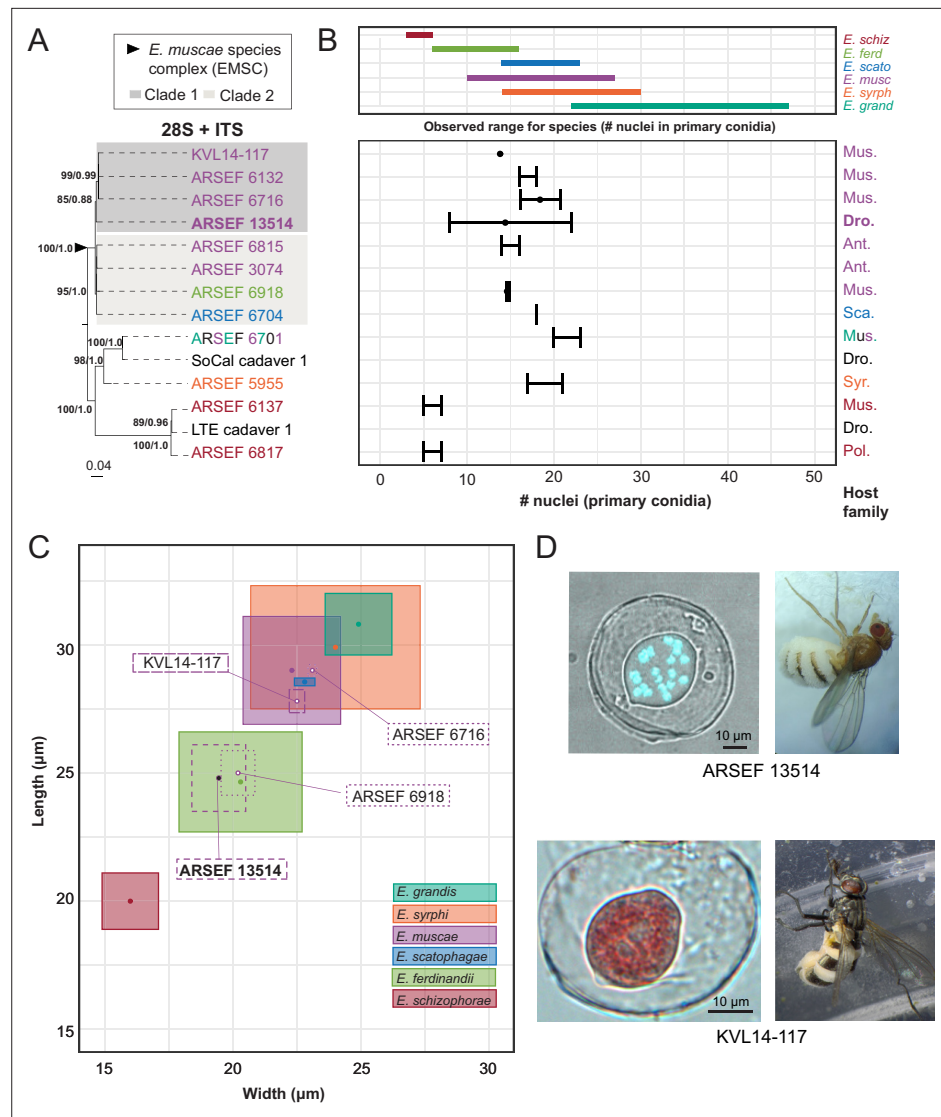 A
E. muscae species
complex (EMSC)
Clade 1
Clade 2
28S + ITS
KVL14-117
ARSEF 6132
ARSEF 6716
ARSEF 13514
ARSEF 6815
ARSEF 3074
ARSEF 6918
ARSEF 6704
ARSEF 6701
SoCal cadaver 1
ARSEF 5955
ARSEF 6137
LTE cadaver 1
ARSEF 6817
99/0.99
85/0.88
100/1.0
95/1.0
100/1.0
98/1.0
100/1.0
89/0.96
100/1.0
0.04
B
E. schiz
E. ferd
E. scato
E. musc
E. syrph
E. grand
Observed range for species (# nuclei in primary conidia)
Mus.
Mus.
Mus.
Dro.
Ant.
Ant.
Mus.
Sca.
Mus.
Dro.
Syr.
Mus.
Dro.
Pol.
0 10 20 30 40 50
# nuclei (primary conidia)
Host
family
C
30
25
20
15
Length (µm)
KVL14-117
ARSEF 6716
ARSEF 6918
ARSEF 13514
E. grandis
E. syrphi
E. muscae
E. scatophagae
E. ferdinandii
E. schizophorae
15 20 25 30
Width (µm)
D
10 µm
ARSEF 13514
10 µm
KVL14-117